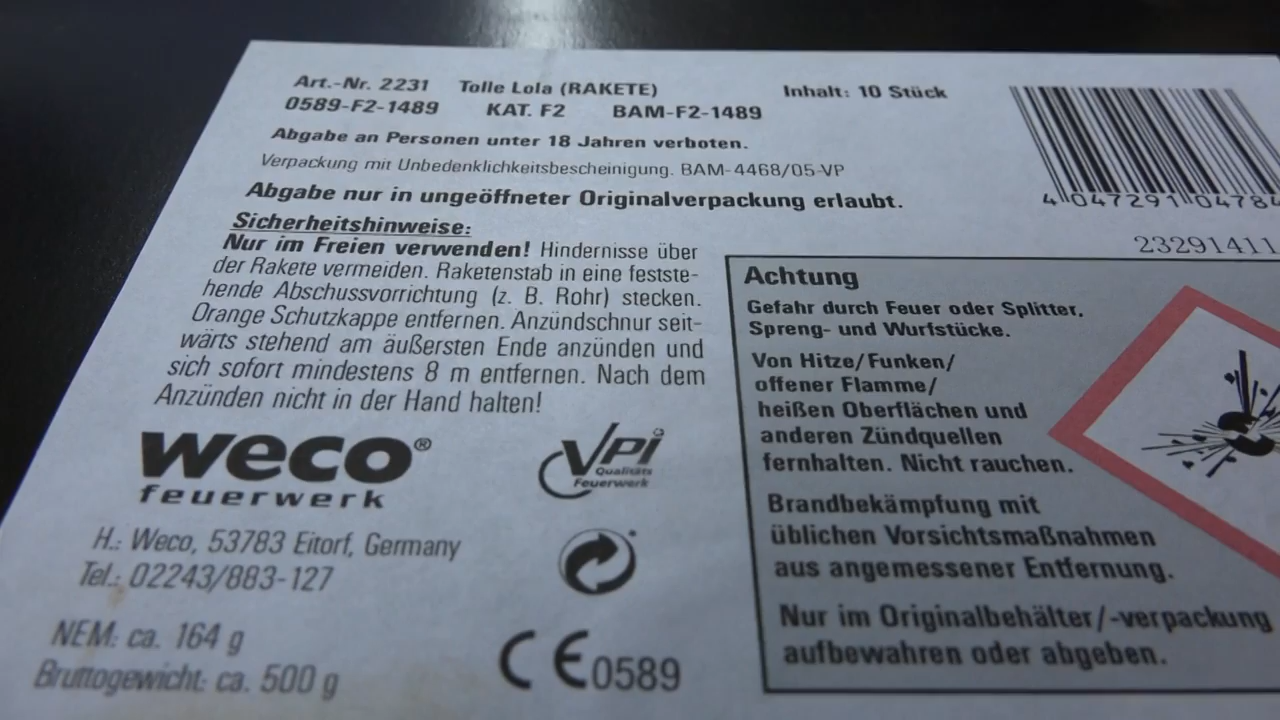 Art.-Nr. 2231 Tolle Lola (RAKETE) Inhalt: 10 Stück
0589-F2-1489 KAT. F2 BAM-F2-1489
Abgabe an Personen unter 18 Jahren verboten.
Verpackung mit Unbedenklichkeitsbescheinigung. BAM-4468/05-VP
Abgabe nur in ungeöffneter Originalverpackung erlaubt.
4 047291 04784
23291411
Sicherheitshinweise:
Nur im Freien verwenden! Hindernisse über
der Rakete vermeiden. Raketenstab in eine festste-
hende Abschussvorrichtung (z. B. Rohr) stecken.
Orange Schutzkappe entfernen. Anzündschnur seit-
wärts stehend am äußersten Ende anzünden und
sich sofort mindestens 8 m entfernen. Nach dem
Anzünden nicht in der Hand halten!
weco®
feuerwerk
VPi
Qualitäts
Feuerwerk
H.: Weco, 53783 Eitorf, Germany
Tel.: 02243/883-127
NEM: ca. 164 g
Bruttogewicht: ca. 500 g
CE 0589
Achtung
Gefahr durch Feuer oder Splitter,
Spreng- und Wurfstücke.
Von Hitze/Funken/
offener Flamme/
heißen Oberflächen und
anderen Zündquellen
fernhalten. Nicht rauchen.
Brandbekämpfung mit
üblichen Vorsichtsmaßnahmen
aus angemessener Entfernung.
Nur im Originalbehälter/-verpackung
aufbewahren oder abgeben.